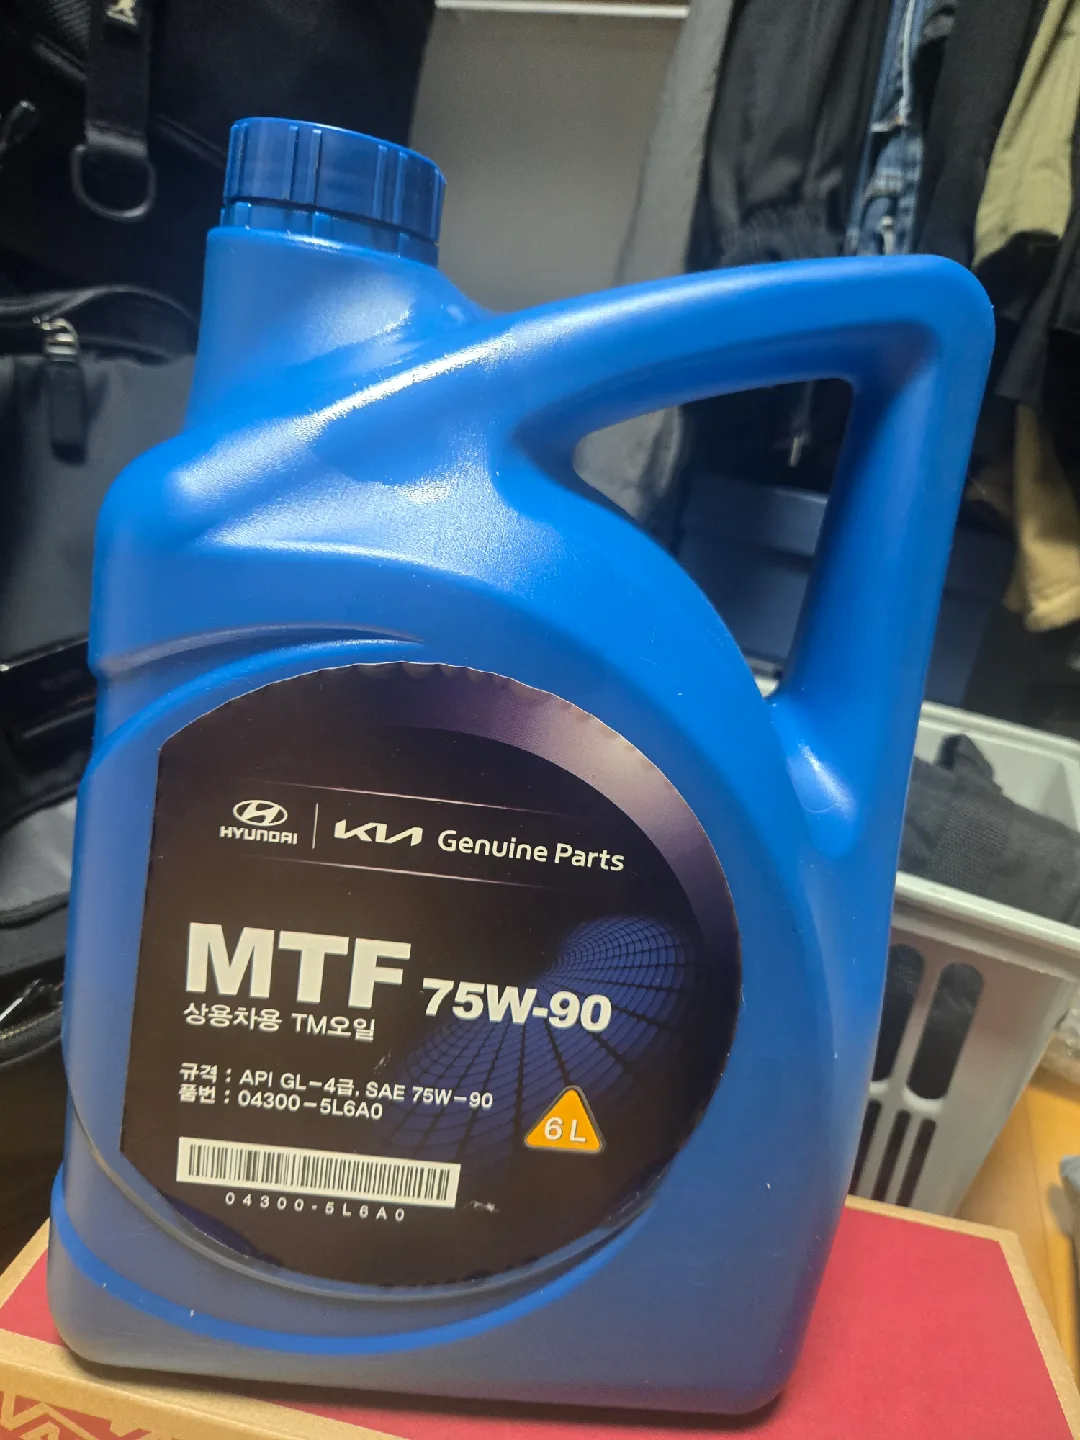 HYUNDAI | KIA Genuine Parts
MTF 75W-90
상용차용 TM오일
규격 : API GL-4급, SAE 75W-90
품번 : 04300-5L6A0
6L
04300-5L6A0